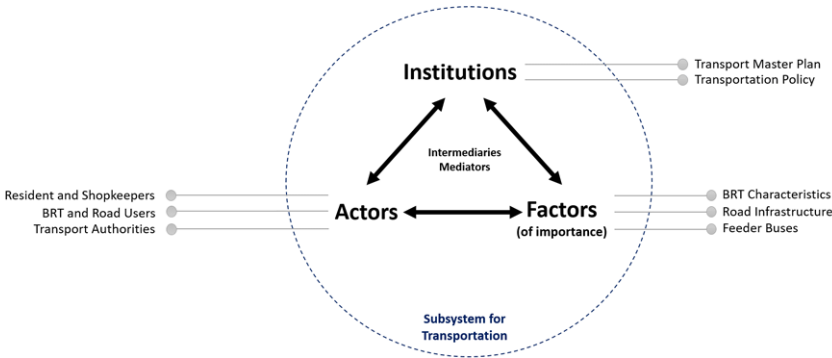 Institutions
Transport Master Plan
Transportation Policy
Intermediaries
Mediators
Resident and Shopkeepers
BRT and Road Users
Transport Authorities
Actors
Factors
(of importance)
BRT Characteristics
Road Infrastructure
Feeder Buses
Subsystem for
Transportation